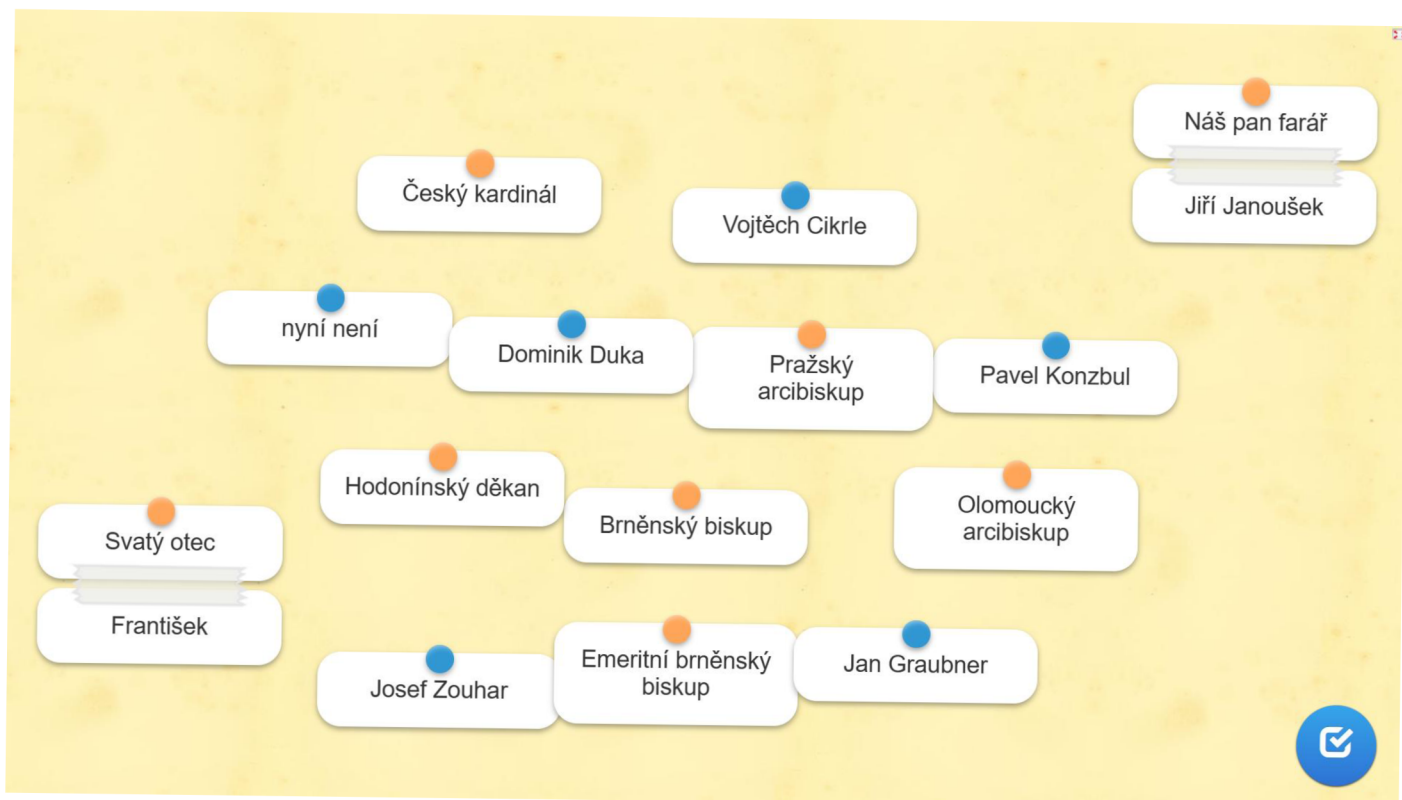 Náš pan farář
Jiří Janoušek
Český kardinál
Vojtěch Cikrle
nyní není
Dominik Duka
Pražský
arcibiskup
Pavel Konzbul
Hodonínský děkan
Brněnský biskup
Olomoucký
arcibiskup
Svatý otec
František
Josef Zouhar
Emeritní brněnský
biskup
Jan Graubner